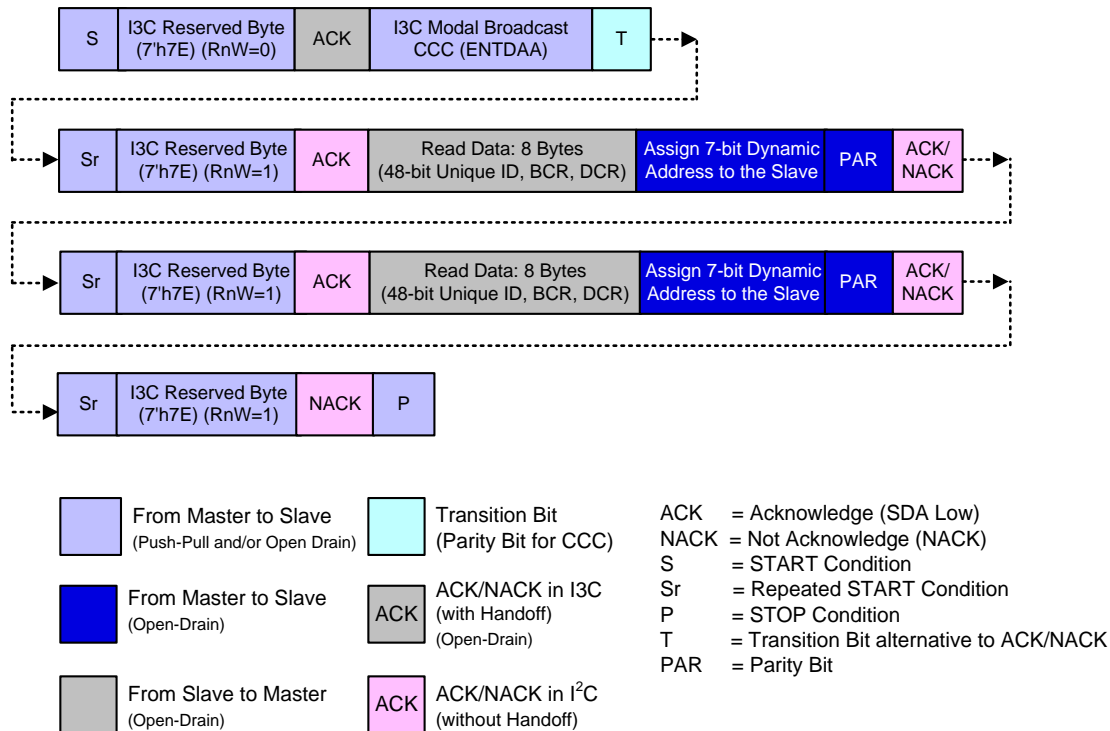 S
I3C Reserved Byte
(7'h7E) (RnW=0)
ACK
I3C Modal Broadcast
CCC (ENTDAA)
T
Sr
I3C Reserved Byte
(7'h7E) (RnW=1)
ACK
Read Data: 8 Bytes
(48-bit Unique ID, BCR, DCR)
Assign 7-bit Dynamic
Address to the Slave
PAR
ACK/
NACK
Sr
I3C Reserved Byte
(7'h7E) (RnW=1)
ACK
Read Data: 8 Bytes
(48-bit Unique ID, BCR, DCR)
Assign 7-bit Dynamic
Address to the Slave
PAR
ACK/
NACK
Sr
I3C Reserved Byte
(7'h7E) (RnW=1)
NACK
P
From Master to Slave
(Push-Pull and/or Open Drain)
From Master to Slave
(Open-Drain)
From Slave to Master
(Open-Drain)
Transition Bit
(Parity Bit for CCC)
ACK
ACK/NACK in I3C
(with Handoff)
(Open-Drain)
ACK
ACK/NACK in I²C
(without Handoff)
ACK = Acknowledge (SDA Low)
NACK = Not Acknowledge (NACK)
S = START Condition
Sr = Repeated START Condition
P = STOP Condition
T = Transition Bit alternative to ACK/NACK
PAR = Parity Bit